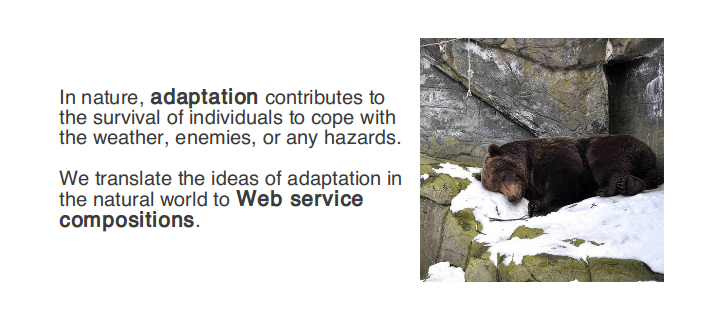 In nature, adaptation contributes to
the survival of individuals to cope with
the weather, enemies, or any hazards.
We translate the ideas of adaptation in
the natural world to Web service
compositions.